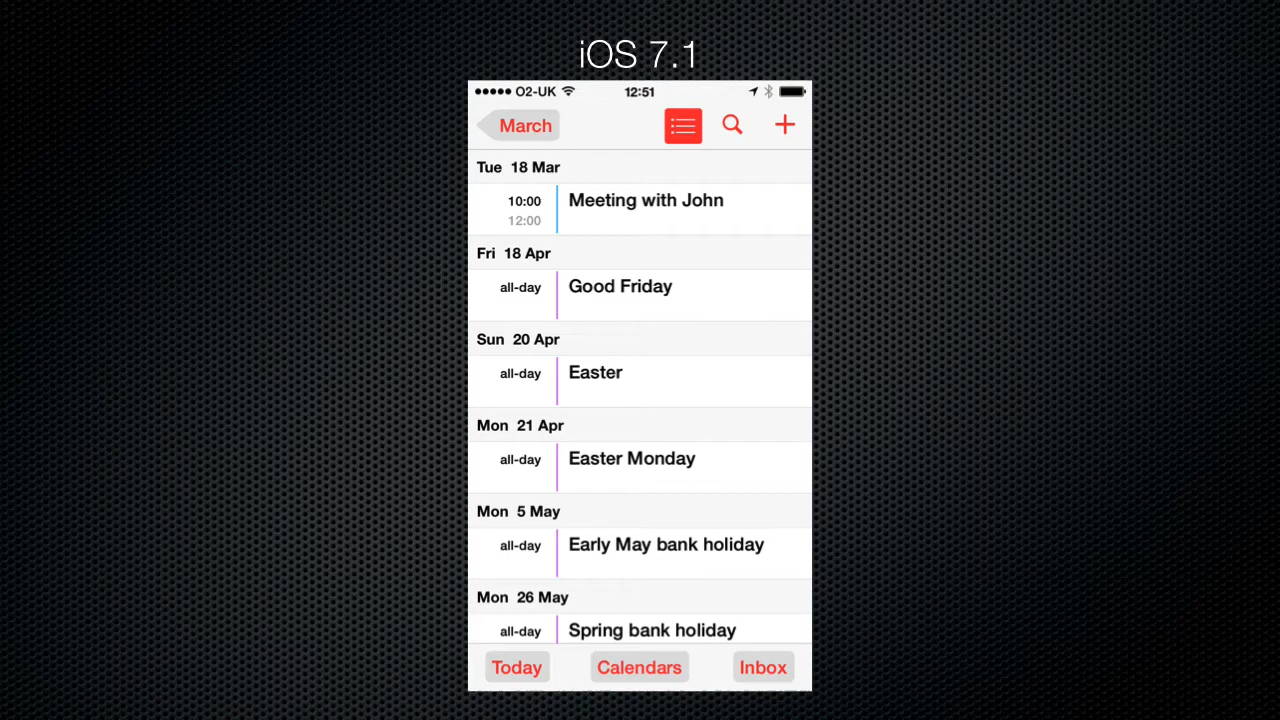 iOS 7.1
O2-UK 12:51
March
Tue 18 Mar
10:00 Meeting with John
12:00
Fri 18 Apr
all-day Good Friday
Sun 20 Apr
all-day Easter
Mon 21 Apr
all-day Easter Monday
Mon 5 May
all-day Early May bank holiday
Mon 26 May
all-day Spring bank holiday
Today Calendars Inbox